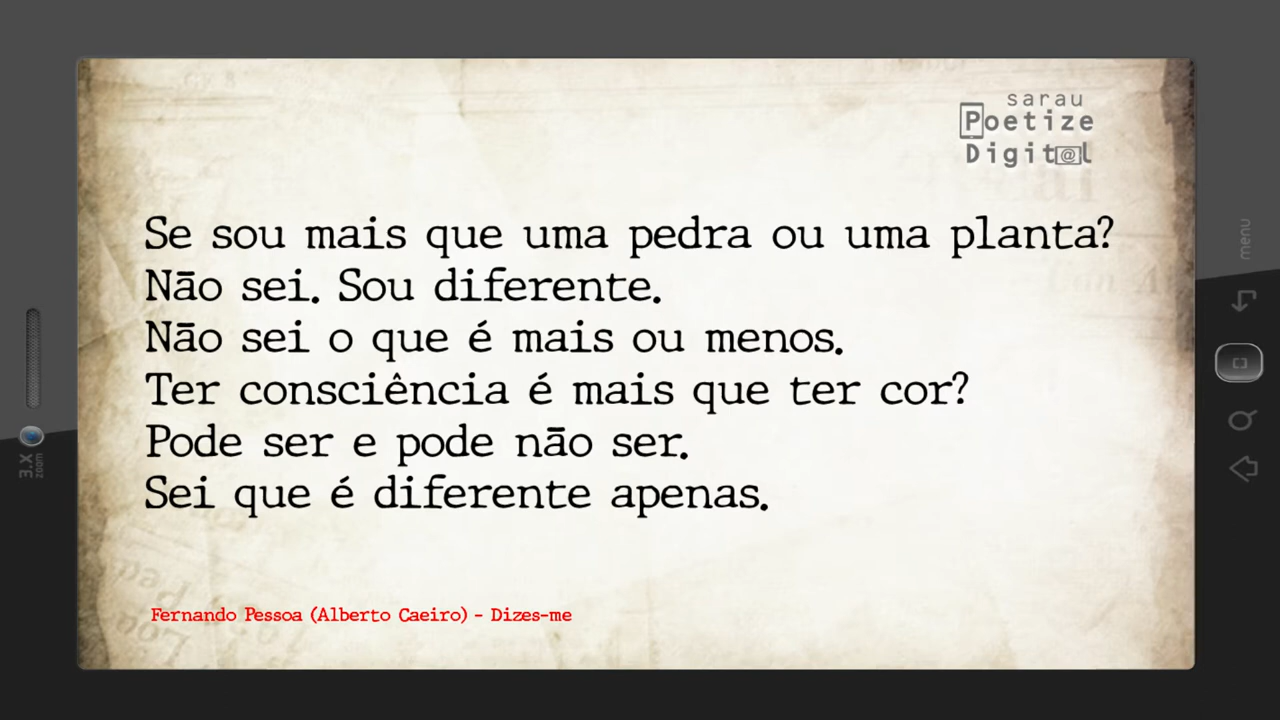 sarau
Poetize
Digit@l
Se sou mais que uma pedra ou uma planta?
Não sei. Sou diferente.
Não sei o que é mais ou menos.
Ter consciência é mais que ter cor?
Pode ser e pode não ser.
Sei que é diferente apenas.
Fernando Pessoa (Alberto Caeiro) - Dizes-me
menu
3.X
zoom